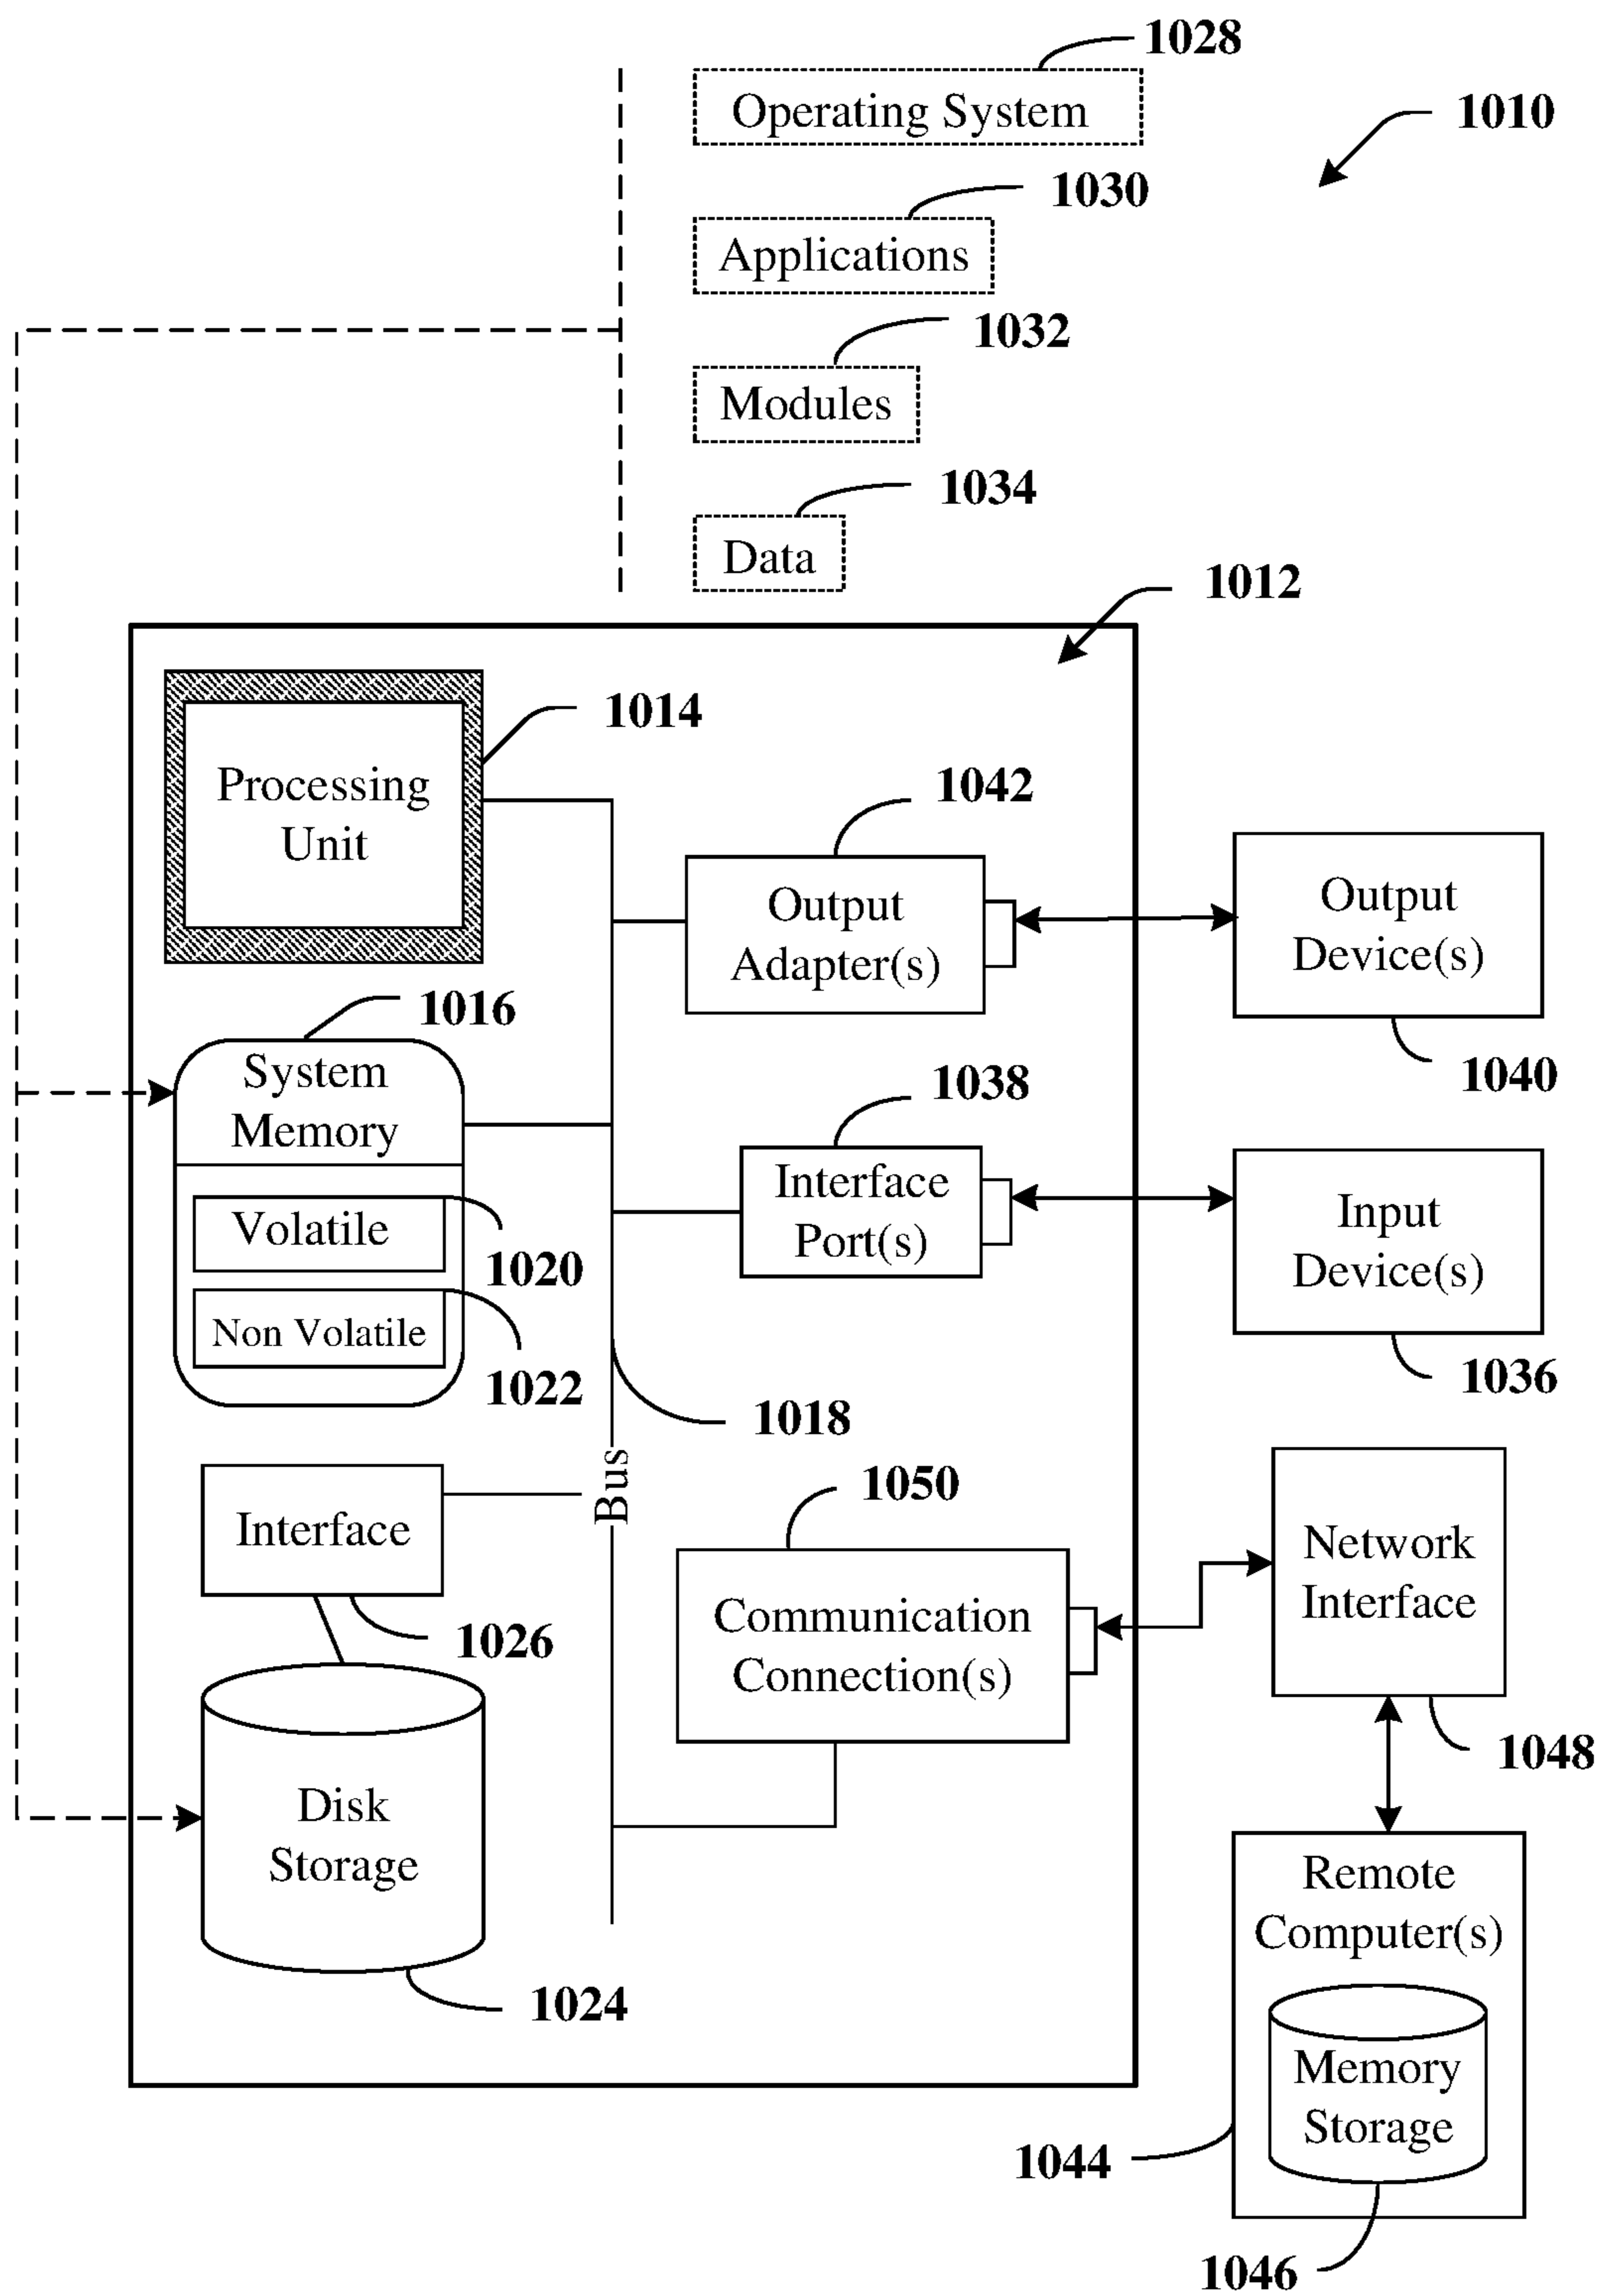 1028
Operating System
1010
1030
Applications
1032
Modules
1034
Data
1012
1014
Processing
Unit
1042
Output
Adapter(s)
Output
Device(s)
1040
1016
System
Memory
1038
Interface
Port(s)
Input
Device(s)
1036
Volatile
1020
Non Volatile
1022
1018
Bus
1050
Interface
1026
Communication
Connection(s)
Network
Interface
1048
Disk
Storage
1024
Remote
Computer(s)
Memory
Storage
1044
1046